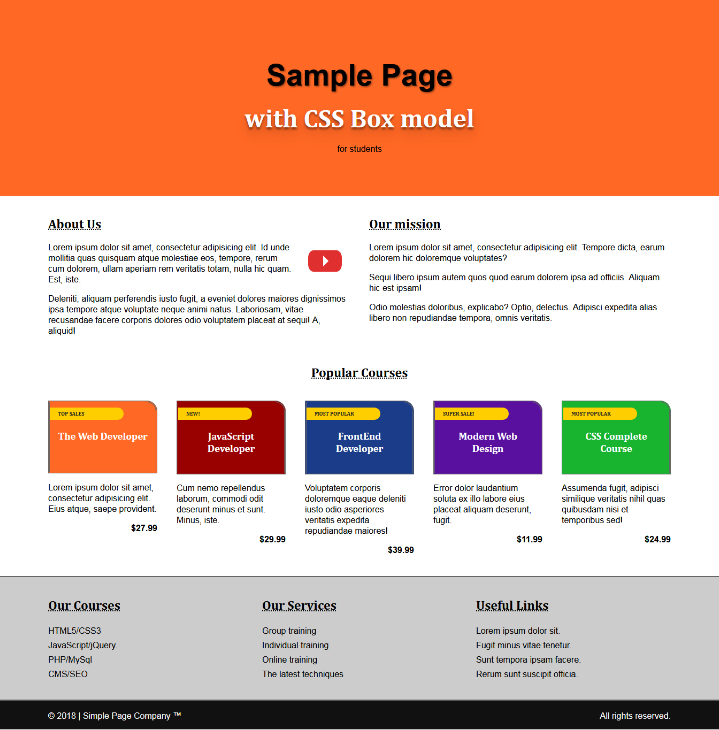 Sample Page
with CSS Box model
for students
About Us
Lorem ipsum dolor sit amet, consectetur adipisicing elit. Id unde
mollitia quas quisquam atque molestiae eos, tempore, rerum
cum dolorem, ullam aperiam rem veritatis totam, nulla hic quam.
Est, iste.
Deleniti, aliquam perferendis iusto fugit, a eveniet dolores maiores dignissimos
ipsa tempore atque voluptate neque animi natus. Laboriosam, vitae
recusandae facere corporis dolores odio voluptatem placeat at sequi! A,
aliquid!
Our mission
Lorem ipsum dolor sit amet, consectetur adipisicing elit. Tempore dicta, earum
dolorem hic doloremque voluptates?
Sequi libero ipsum autem quos quod earum dolorem ipsa ad officiis. Aliquam
hic est ipsam!
Odio molestias doloribus, explicabo? Optio, delectus. Adipisci expedita alias
libero non repudiandae tempora, omnis veritatis.
Popular Courses
TOP SALES
The Web Developer
Lorem ipsum dolor sit amet,
consectetur adipisicing elit.
Eius atque, saepe provident.
$27.99
NEW!
JavaScript
Developer
Cum nemo repellendus
laborum, commodi odit
deserunt minus et sunt.
Minus, iste.
$29.99
MOST POPULAR
FrontEnd
Developer
Voluptatem corporis
doloremque eaque deleniti
iusto odio asperiores
veritatis expedita
repudiandae maiores!
$39.99
SUPER SALE!
Modern Web
Design
Error dolor laudantium
soluta ex illo labore eius
placeat aliquam deserunt,
fugit.
$11.99
MOST POPULAR
CSS Complete
Course
Assumenda fugit, adipisci
similique veritatis nihil quas
quibusdam nisi et
temporibus sed!
$24.99
Our Courses
HTML5/CSS3
JavaScript/jQuery
PHP/MySql
CMS/SEO
Our Services
Group training
Individual training
Online training
The latest techniques
Useful Links
Lorem ipsum dolor sit.
Fugit minus vitae tenetur.
Sunt tempora ipsam facere.
Rerum sunt suscipit officia.
© 2018 | Simple Page Company ™
All rights reserved.